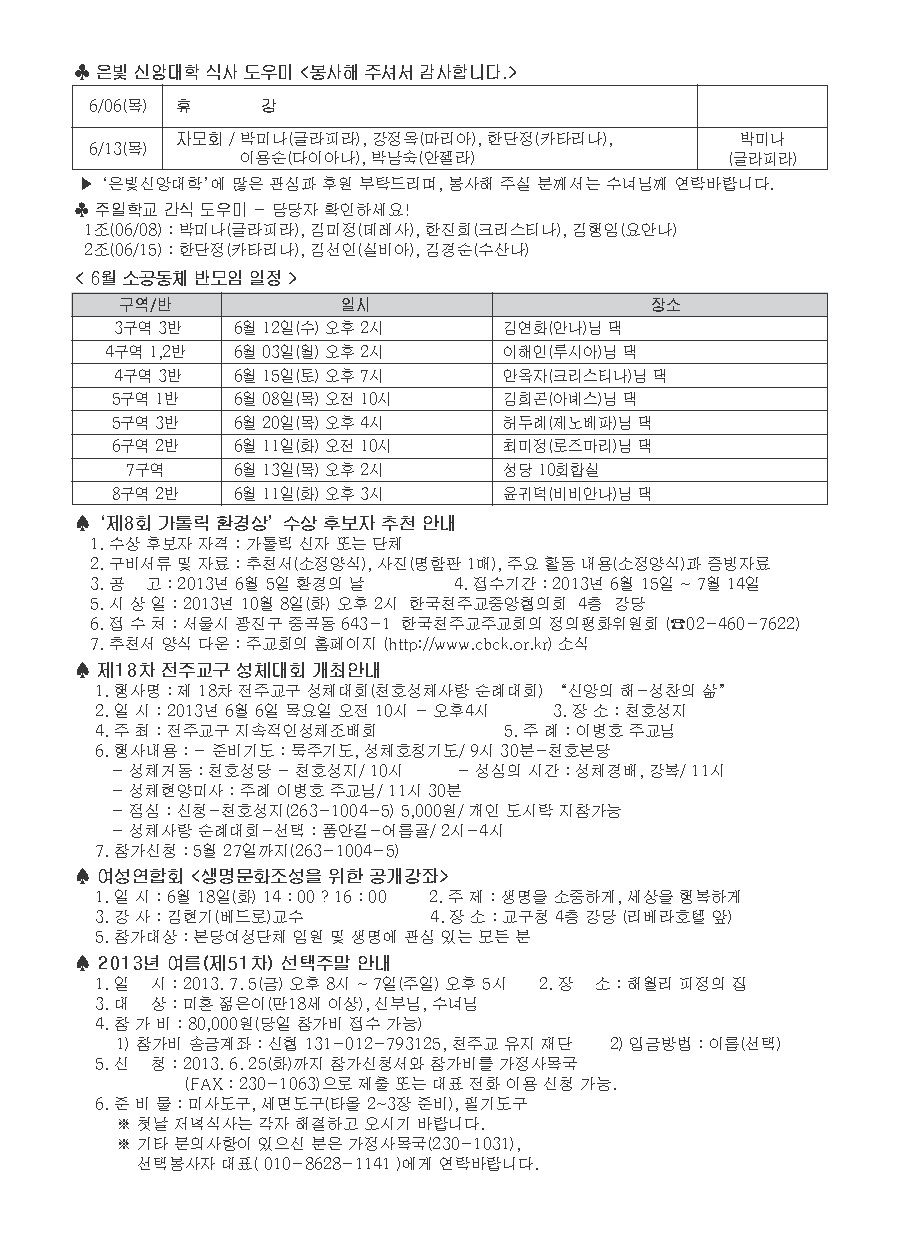 ♣ 은빛 신앙대학 식사 도우미 <봉사해 주셔서 감사합니다.>
6/06(목) 휴 강
6/13(목) 자모회 / 박미나(글라피라), 강정옥(마리아), 한단정(카타리나), 이용순(다이아나), 박남숙(안젤라) 박미나 (글라피라)
▶ ‘은빛신앙대학’에 많은 관심과 후원 부탁드리며, 봉사해 주실 분께서는 수녀님께 연락바랍니다.
♣ 주일학교 간식 도우미 - 담당자 확인하세요!
1조(06/08) : 박미나(글라피라), 김미정(데레사), 한진희(크리스티나), 김형임(요안나)
2조(06/15) : 한단정(카타리나), 김선인(실비아), 김경순(수산나)
< 6월 소공동체 반모임 일정 >
구역/반 일시 장소
3구역 3반 6월 12일(수) 오후 2시 김연화(안나)님 댁
4구역 1,2반 6월 03일(월) 오후 2시 이해인(루시아)님 댁
4구역 3반 6월 15일(토) 오후 7시 안옥자(크리스티나)님 댁
5구역 1반 6월 08일(목) 오전 10시 김희곤(아녜스)님 댁
5구역 3반 6월 20일(목) 오후 4시 허두례(제노베파)님 댁
6구역 2반 6월 11일(화) 오전 10시 최미정(로즈마리)님 댁
7구역 6월 13일(목) 오후 2시 성당 10회합실
8구역 2반 6월 11일(화) 오후 3시 윤귀덕(비비안나)님 댁
♠ ‘제8회 가톨릭 환경상’ 수상 후보자 추천 안내
1. 수상 후보자 자격 : 가톨릭 신자 또는 단체
2. 구비서류 및 자료 : 추천서(소정양식), 사진(명함판 1매), 주요 활동 내용(소정양식)과 증빙자료
3. 공 고 : 2013년 6월 5일 환경의 날 4. 접수기간 : 2013년 6월 15일 ~ 7월 14일
5. 시 상 일 : 2013년 10월 8일(화) 오후 2시 한국천주교중앙협의회 4층 강당
6. 접 수 처 : 서울시 광진구 중곡동 643-1 한국천주교주교회의 정의평화위원회 (☎02-460-7622)
7. 추천서 양식 다운 : 주교회의 홈페이지 (http://www.cbck.or.kr) 소식
♠ 제18차 전주교구 성체대회 개최안내
1. 행사명 : 제 18차 전주교구 성체대회(천호성체사랑 순례대회) “신앙의 해-성찬의 삶”
2. 일 시 : 2013년 6월 6일 목요일 오전 10시 - 오후4시 3. 장 소 : 천호성지
4. 주 최 : 전주교구 지속적인성체조배회 5. 주 례 : 이병호 주교님
6. 행사내용 : - 준비기도 : 묵주기도, 성체호칭기도/ 9시 30분-천호본당
- 성체거동 : 천호성당 - 천호성지/ 10시 - 성심의 시간 : 성체경배, 강복/ 11시
- 성체현양미사 : 주례 이병호 주교님/ 11시 30분
- 점심 : 신청-천호성지(263-1004-5) 5,000원/ 개인 도시락 지참가능
- 성체사랑 순례대회-선택 : 품안길-어름골/ 2시-4시
7. 참가신청 : 5월 27일까지(263-1004-5)
♠ 여성연합회 <생명문화조성을 위한 공개강좌>
1. 일 시 : 6월 18일(화) 14 : 00 ? 16 : 00 2. 주 제 : 생명을 소중하게, 세상을 행복하게
3. 강 사 : 김현기(베드로)교수 4. 장 소 : 교구청 4층 강당 (리베라호텔 앞)
5. 참가대상 : 본당여성단체 임원 및 생명에 관심 있는 모든 분
♠ 2013년 여름(제51차) 선택주말 안내
1. 일 시 : 2013. 7. 5(금) 오후 8시 ~ 7일(주일) 오후 5시 2. 장 소 : 해월리 피정의 집
3. 대 상 : 미혼 젊은이(만18세 이상), 신부님, 수녀님
4. 참 가 비 : 80,000원(당일 참가비 접수 가능)
1) 참가비 송금계좌 : 신협 131-012-793125, 천주교 유지 재단 2) 입금방법 : 이름(선택)
5. 신 청 : 2013. 6. 25(화)까지 참가신청서와 참가비를 가정사목국
(FAX : 230-1063)으로 제출 또는 대표 전화 이용 신청 가능.
6. 준 비 물 : 미사도구, 세면도구(타올 2~3장 준비), 필기도구
※ 첫날 저녁식사는 각자 해결하고 오시기 바랍니다.
※ 기타 문의사항이 있으신 분은 가정사목국(230-1031),
선택봉사자 대표( 010-8628-1141 )에게 연락바랍니다.